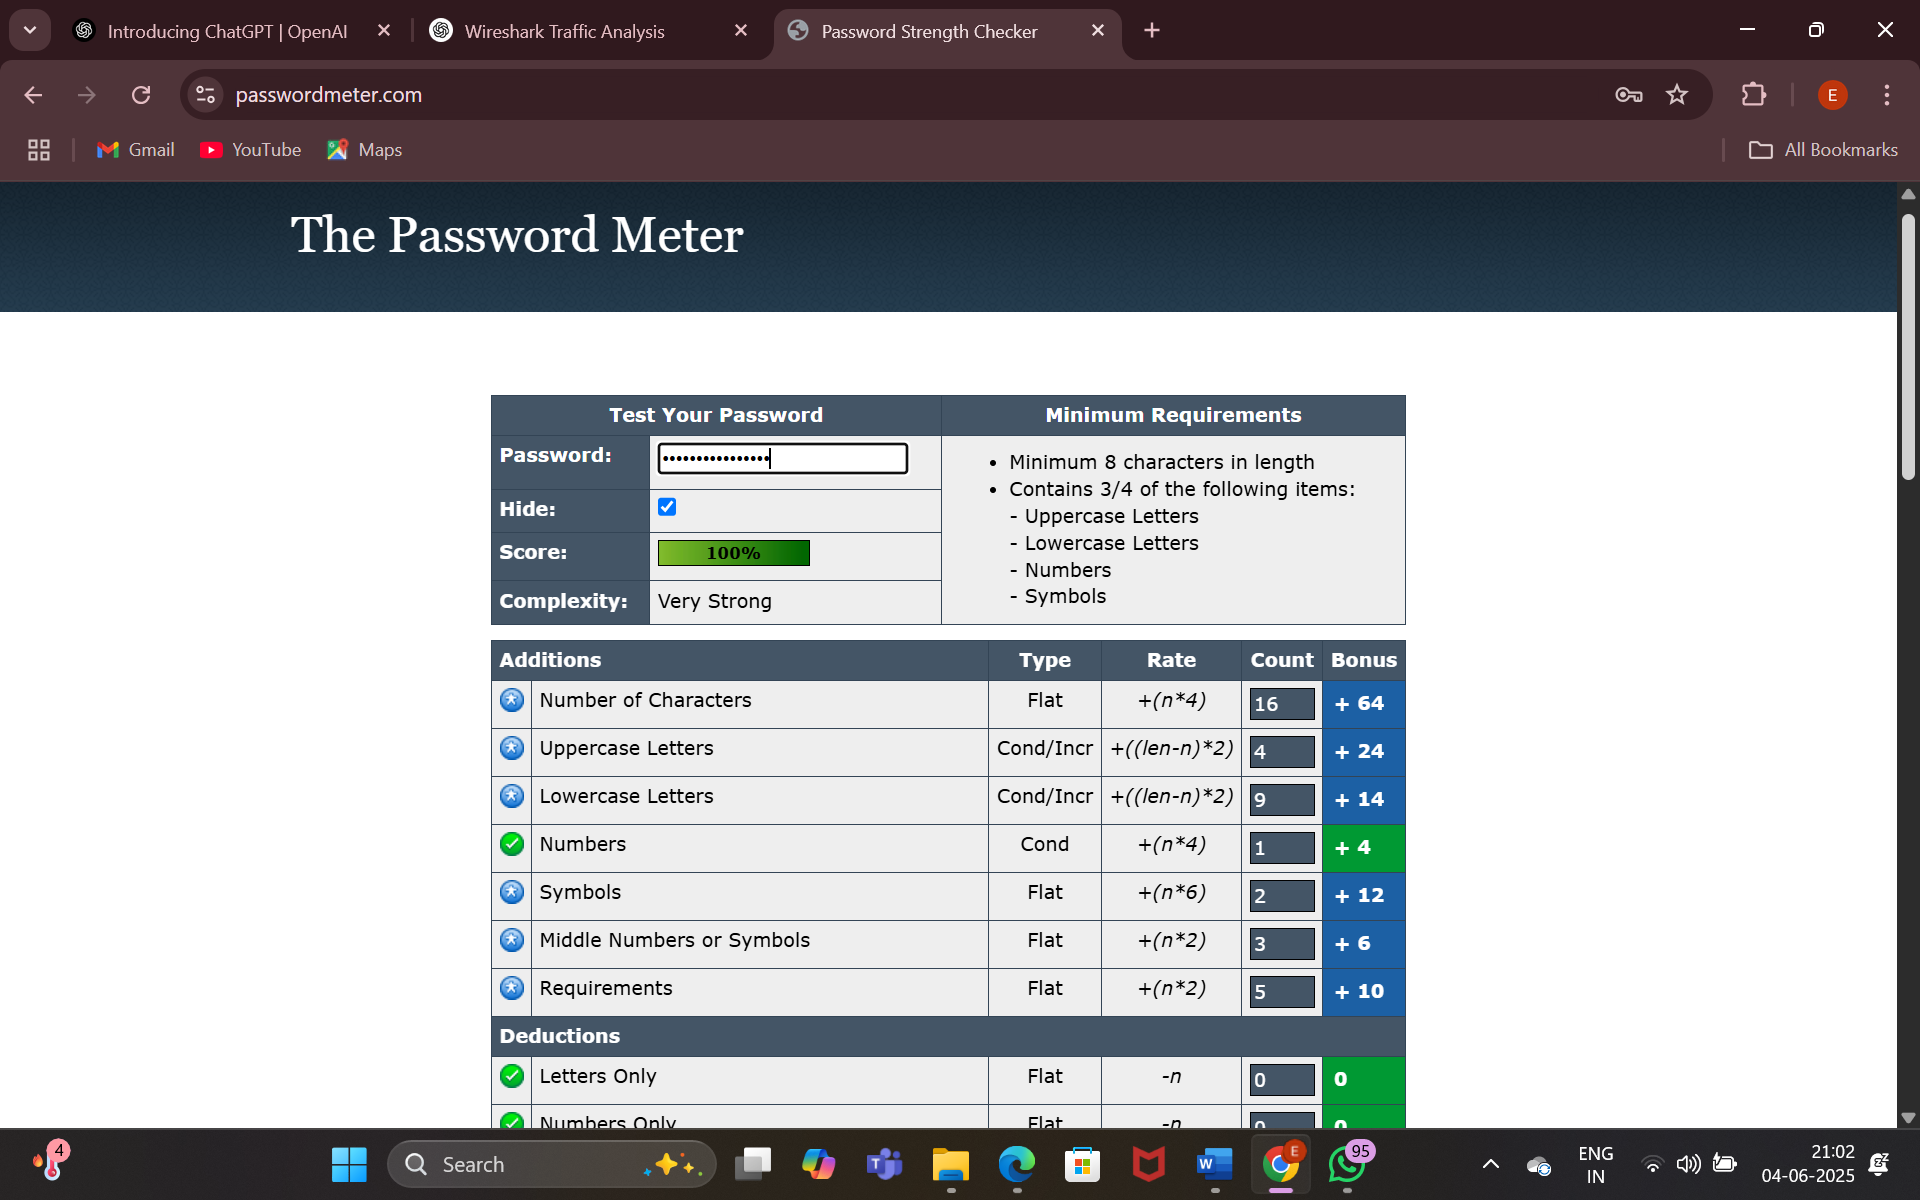 Introducing ChatGPT | OpenAI
Wireshark Traffic Analysis
Password Strength Checker
passwordmeter.com
E
Gmail
YouTube
Maps
All Bookmarks
The Password Meter
Test Your Password
Minimum Requirements
Password:
••••••••••••••••
Hide:
Score:
100%
Complexity:
Very Strong
• Minimum 8 characters in length
• Contains 3/4 of the following items:
- Uppercase Letters
- Lowercase Letters
- Numbers
- Symbols
Additions Type Rate Count Bonus
Number of Characters Flat +(n*4) 16 + 64
Uppercase Letters Cond/Incr +((len-n)*2) 4 + 24
Lowercase Letters Cond/Incr +((len-n)*2) 9 + 14
Numbers Cond +(n*4) 1 + 4
Symbols Flat +(n*6) 2 + 12
Middle Numbers or Symbols Flat +(n*2) 3 + 6
Requirements Flat +(n*2) 5 + 10
Deductions
Letters Only Flat -n 0 0
Numbers Only Flat -n 0 0
4
Search
E
95
ENG
IN
21:02
04-06-2025